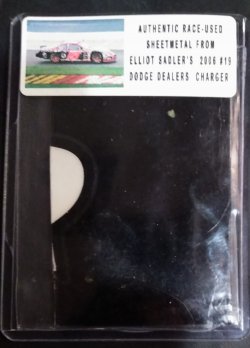 AUTHENTIC RACE-USED
SHEETMETAL FROM
ELLIOT SADLER'S 2006 #19
DODGE DEALERS CHARGER